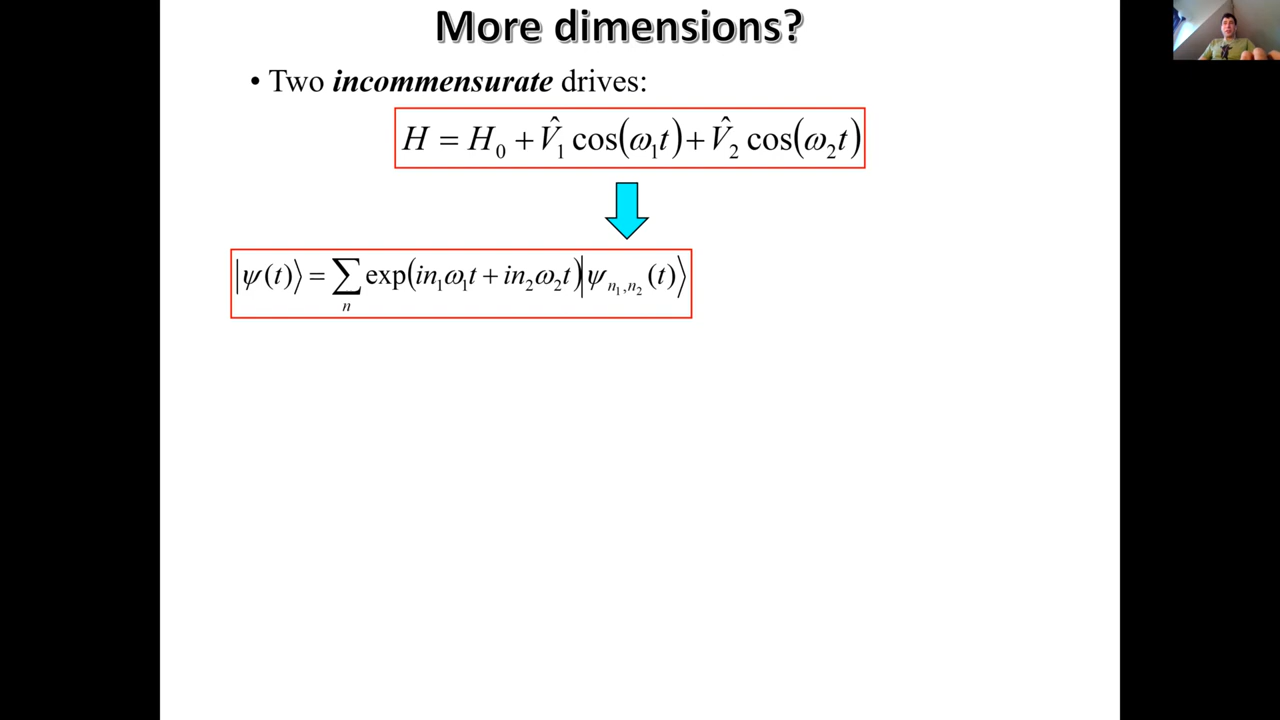 More dimensions?
• Two incommensurate drives:
H = H₀ + V̂₁ cos(ω₁t) + V̂₂ cos(ω₂t)
|ψ(t)⟩ = ∑ₙ exp(in₁ω₁t + in₂ω₂t)|ψₙ₁,ₙ₂(t)⟩